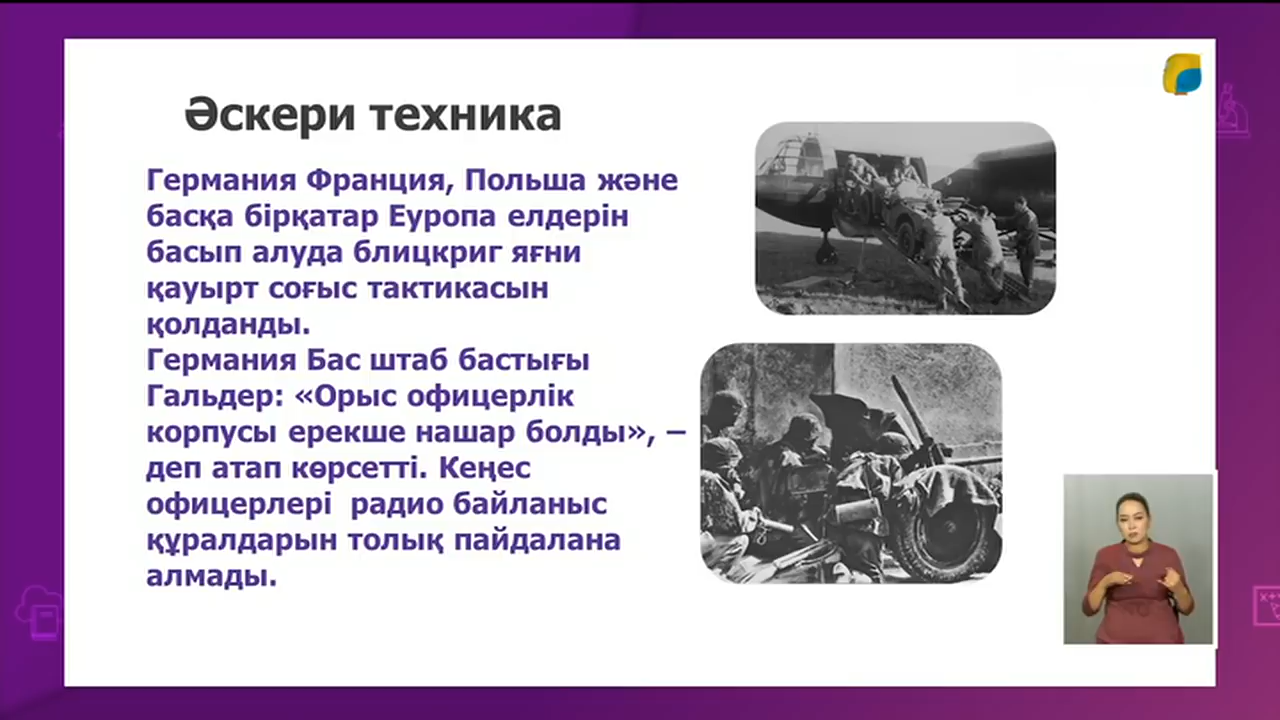 Әскери техника
Германия Франция, Польша және
басқа бірқатар Еуропа елдерін
басып алуда блицкриг яғни
қауырт соғыс тактикасын
қолданды.
Германия Бас штаб бастығы
Гальдер: «Орыс офицерлік
корпусы ерекше нашар болды», –
деп атап көрсетті. Кеңес
офицерлері  радио байланыс
құралдарын толық пайдалана
алмады.